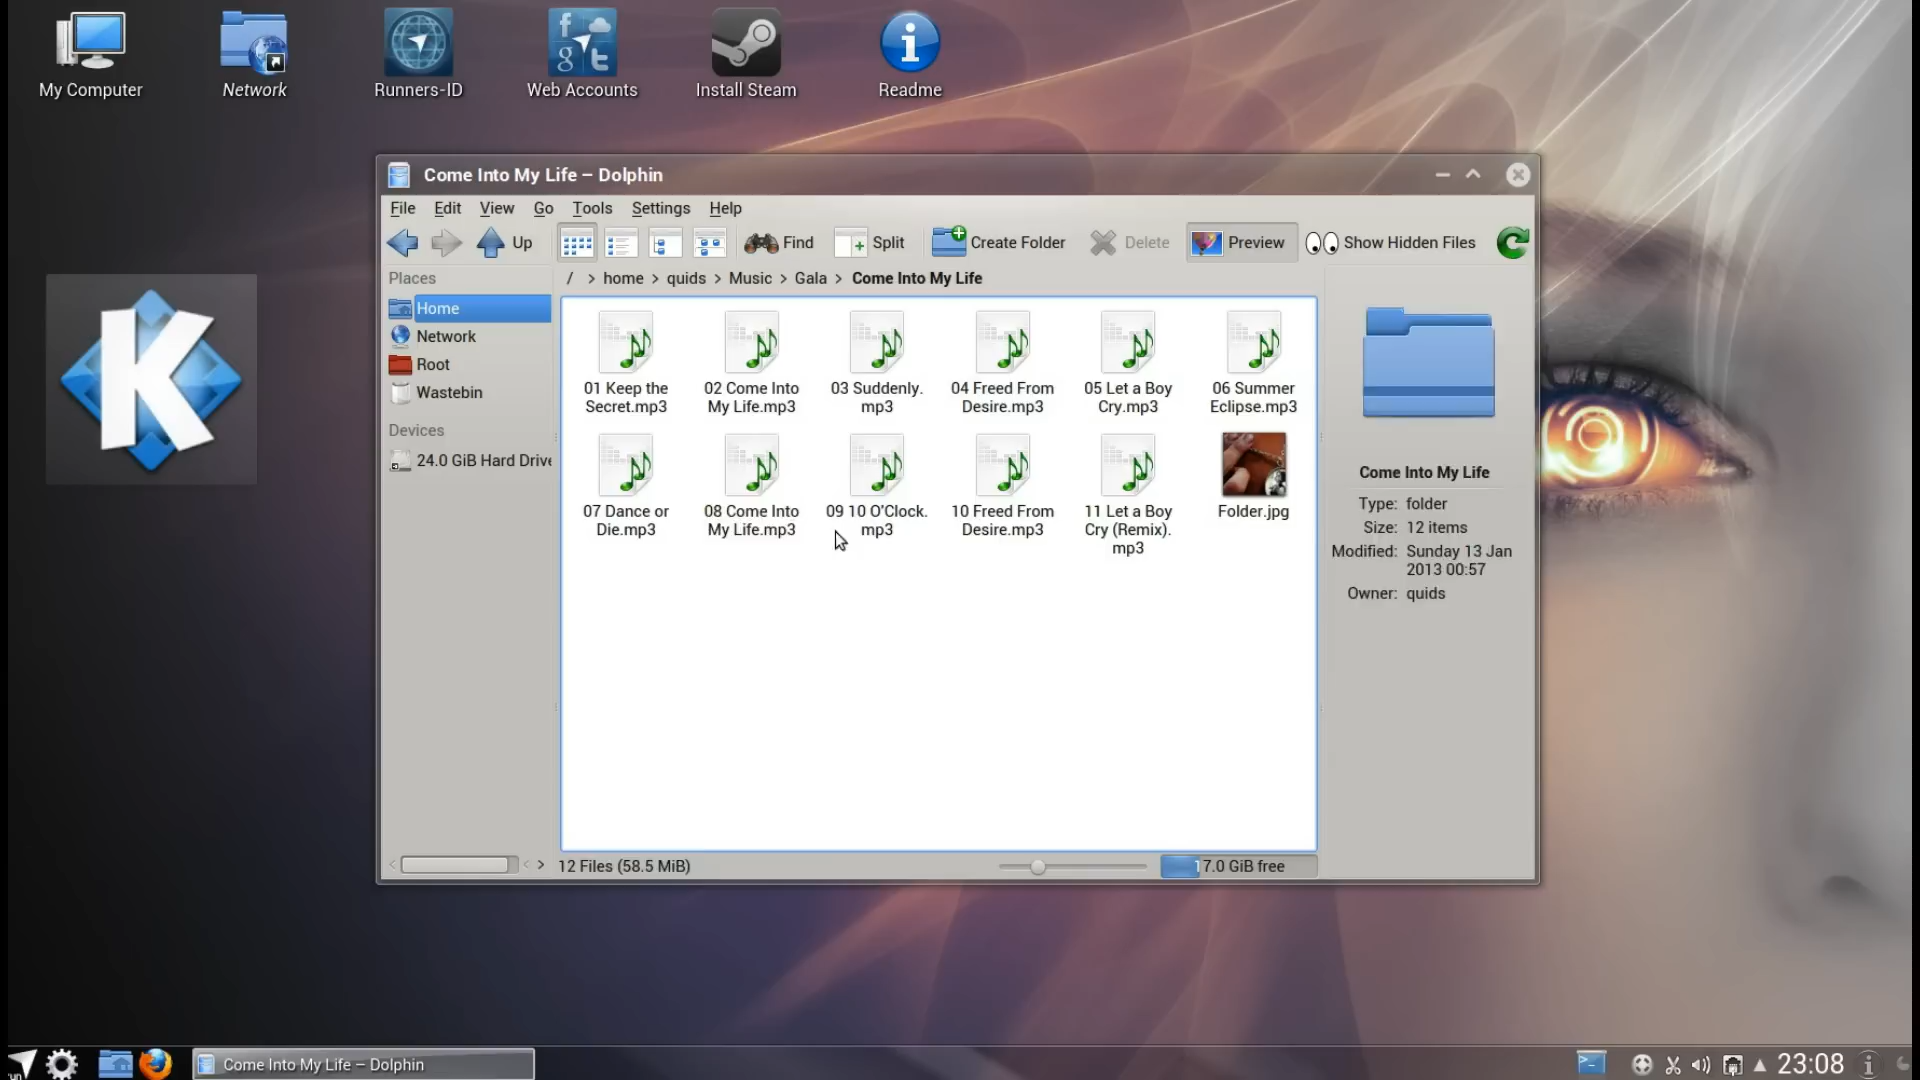 My Computer
Network
Runners-ID
Web Accounts
Install Steam
Readme
Come Into My Life – Dolphin
File Edit View Go Tools Settings Help
Up
Find
Split
Create Folder
Delete
Preview
Show Hidden Files
Places
/ > home > quids > Music > Gala > Come Into My Life
Home
Network
Root
Wastebin
Devices
24.0 GiB Hard Drive
01 Keep the
Secret.mp3
02 Come Into
My Life.mp3
03 Suddenly.
mp3
04 Freed From
Desire.mp3
05 Let a Boy
Cry.mp3
06 Summer
Eclipse.mp3
07 Dance or
Die.mp3
08 Come Into
My Life.mp3
09 10 O'Clock.
mp3
10 Freed From
Desire.mp3
11 Let a Boy
Cry (Remix).
mp3
Folder.jpg
Come Into My Life
Type: folder
Size: 12 items
Modified: Sunday 13 Jan
2013 00:57
Owner: quids
K
12 Files (58.5 MiB)
17.0 GiB free
Come Into My Life – Dolphin
23:08